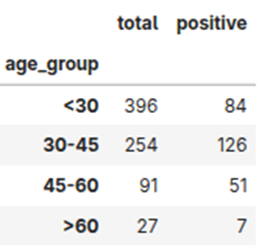 total positive
age_group
<30 396 84
30-45 254 126
45-60 91 51
>60 27 7